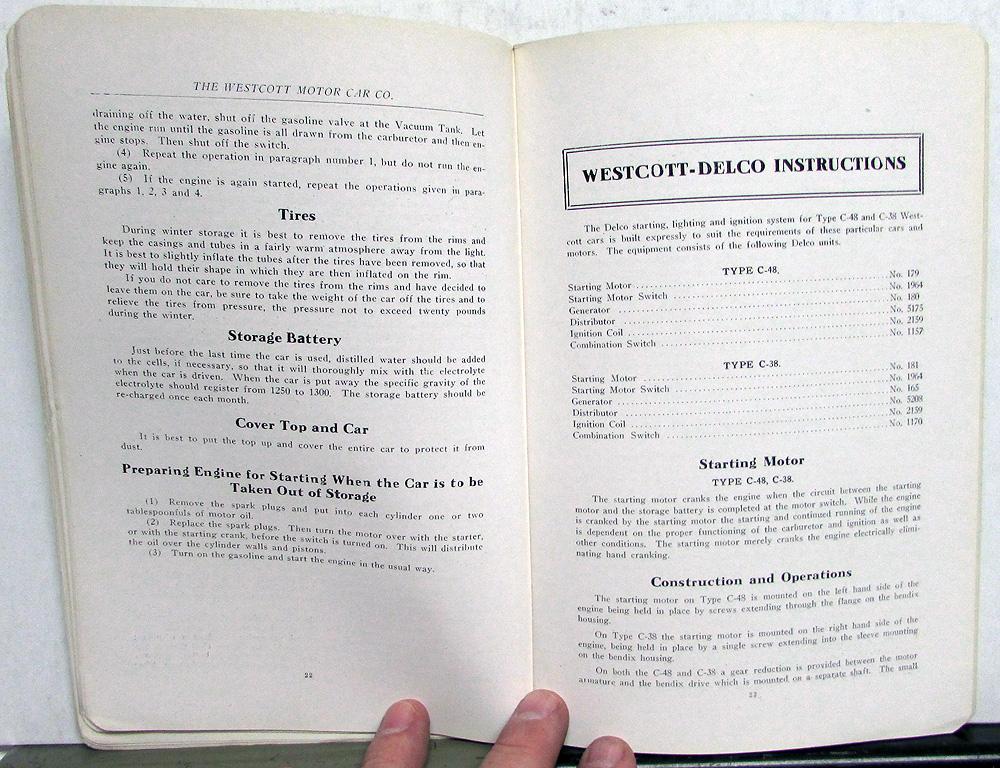 THE WESTCOTT MOTOR CAR CO.
draining off the water, shut off the gasoline valve at the Vacuum Tank. Let
the engine run until the gasoline is all drawn from the carburetor and then en-
gine stops. Then shut off the switch.
(4) Repeat the operation in paragraph number 1, but do not run the en-
gine again.
(5) If the engine is again started, repeat the operations given in para-
graphs 1, 2, 3 and 4.
Tires
During winter storage it is best to remove the tires from the rims and
keep the casings and tubes in a fairly warm atmosphere away from the light.
It is best to slightly inflate the tubes after the tires have been removed, so that
they will hold their shape in which they are then inflated on the rim.
If you do not care to remove the tires from the rims and have decided to
leave them on the car, be sure to take the weight of the car off the tires and to
relieve the tires from pressure, the pressure not to exceed twenty pounds
during the winter.
Storage Battery
Just before the last time the car is used, distilled water should be added
to the cells, if necessary, so that it will thoroughly mix with the electrolyte
when the car is driven. When the car is put away the specific gravity of the
electrolyte should register from 1250 to 1300. The storage battery should be
re-charged once each month.
Cover Top and Car
It is best to put the top up and cover the entire car to protect it from
dust.
Preparing Engine for Starting When the Car is to be
Taken Out of Storage
(1) Remove the spark plugs and put into each cylinder one or two
tablespoonfuls of motor oil.
(2) Replace the spark plugs. Then turn the motor over with the starter,
or with the starting crank, before the switch is turned on. This will distribute
the oil over the cylinder walls and pistons.
(3) Turn on the gasoline and start the engine in the usual way.
22
WESTCOTT-DELCO INSTRUCTIONS
The Delco starting, lighting and ignition system for Type C-48 and C-38 West-
cott cars is built expressly to suit the requirements of these particular cars and
motors. The equipment consists of the following Delco units.
TYPE C-48.
Starting Motor No. 179
Starting Motor Switch No. 1964
Generator No. 180
Distributor No. 5175
Ignition Coil No. 2159
Combination Switch No. 1157
TYPE C-38.
Starting Motor No. 181
Starting Motor Switch No. 1964
Generator No. 165
Distributor No. 5208
Ignition Coil No. 2159
Combination Switch No. 1170
Starting Motor
TYPE C-48, C-38.
The starting motor cranks the engine when the circuit between the starting
motor and the storage battery is completed at the motor switch. While the engine
is cranked by the starting motor the starting and continued running of the engine
is dependent on the proper functioning of the carburetor and ignition as well as
other conditions. The starting motor merely cranks the engine electrically elimi-
nating hand cranking.
Construction and Operations
The starting motor on Type C-48 is mounted on the left hand side of the
engine being held in place by screws extending through the flange on the bendix
housing.
On Type C-38 the starting motor is mounted on the right hand side of the
engine, being held in place by a single screw extending into the sleeve mounting
on the bendix housing.
On both the C-48 and C-38 a gear reduction is provided between the motor
armature and the bendix drive which is mounted on a separate shaft. The small
23